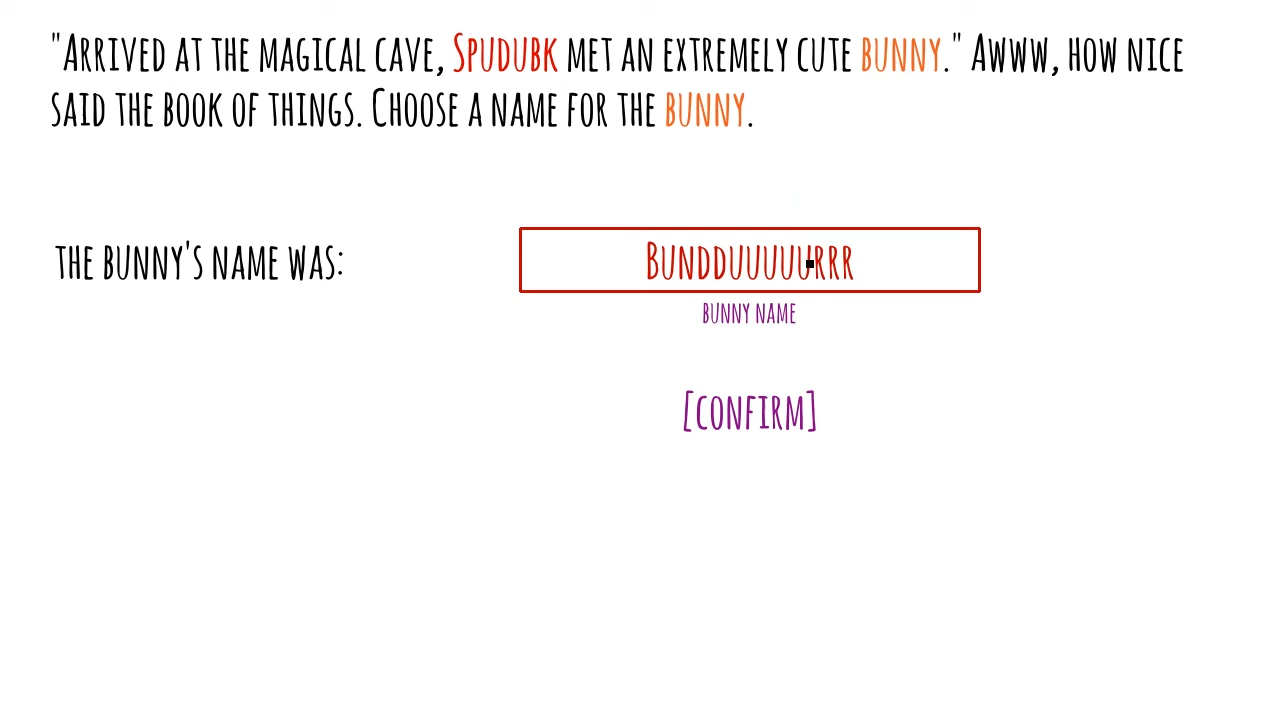 "Arrived at the magical cave, Spudubk met an extremely cute bunny." Awww, how nice
said the book of things. Choose a name for the bunny.
the bunny's name was:
Bundduuuuurrr
bunny name
[confirm]